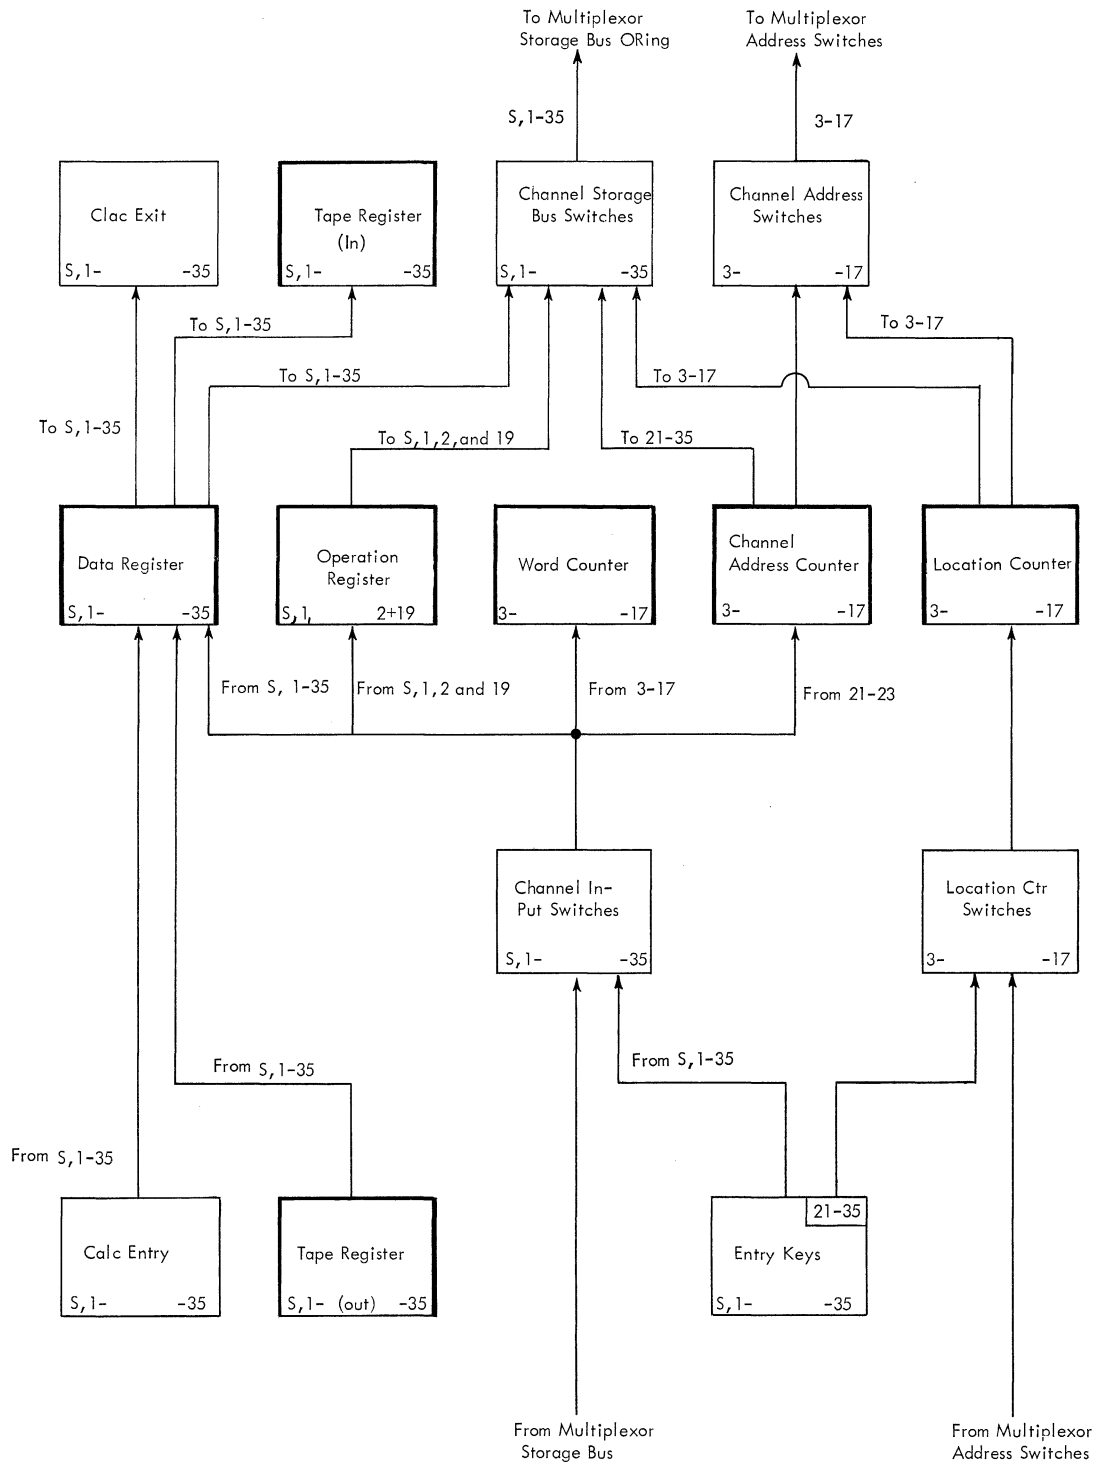 To Multiplexor
Storage Bus ORing
To Multiplexor
Address Switches
S,1-35
3-17
Clac Exit
S,1- -35
Tape Register
(In)
S,1- -35
Channel Storage
Bus Switches
S,1- -35
Channel Address
Switches
3- -17
To S,1-35
To 3-17
To S,1-35
To 3-17
To S,1-35
To S,1,2,and 19
To 21-35
Data Register
S,1- -35
Operation
Register
S,1, 2+19
Word Counter
3- -17
Channel
Address Counter
3- -17
Location Counter
3- -17
From S, 1-35
From S,1,2 and 19
From 3-17
From 21-23
Channel In-
Put Switches
S,1- -35
Location Ctr
Switches
3- -17
From S,1-35
From S,1-35
From S,1-35
Calc Entry
S,1- -35
Tape Register
S,1- (out) -35
21-35
Entry Keys
S,1- -35
From Multiplexor
Storage Bus
From Multiplexor
Address Switches